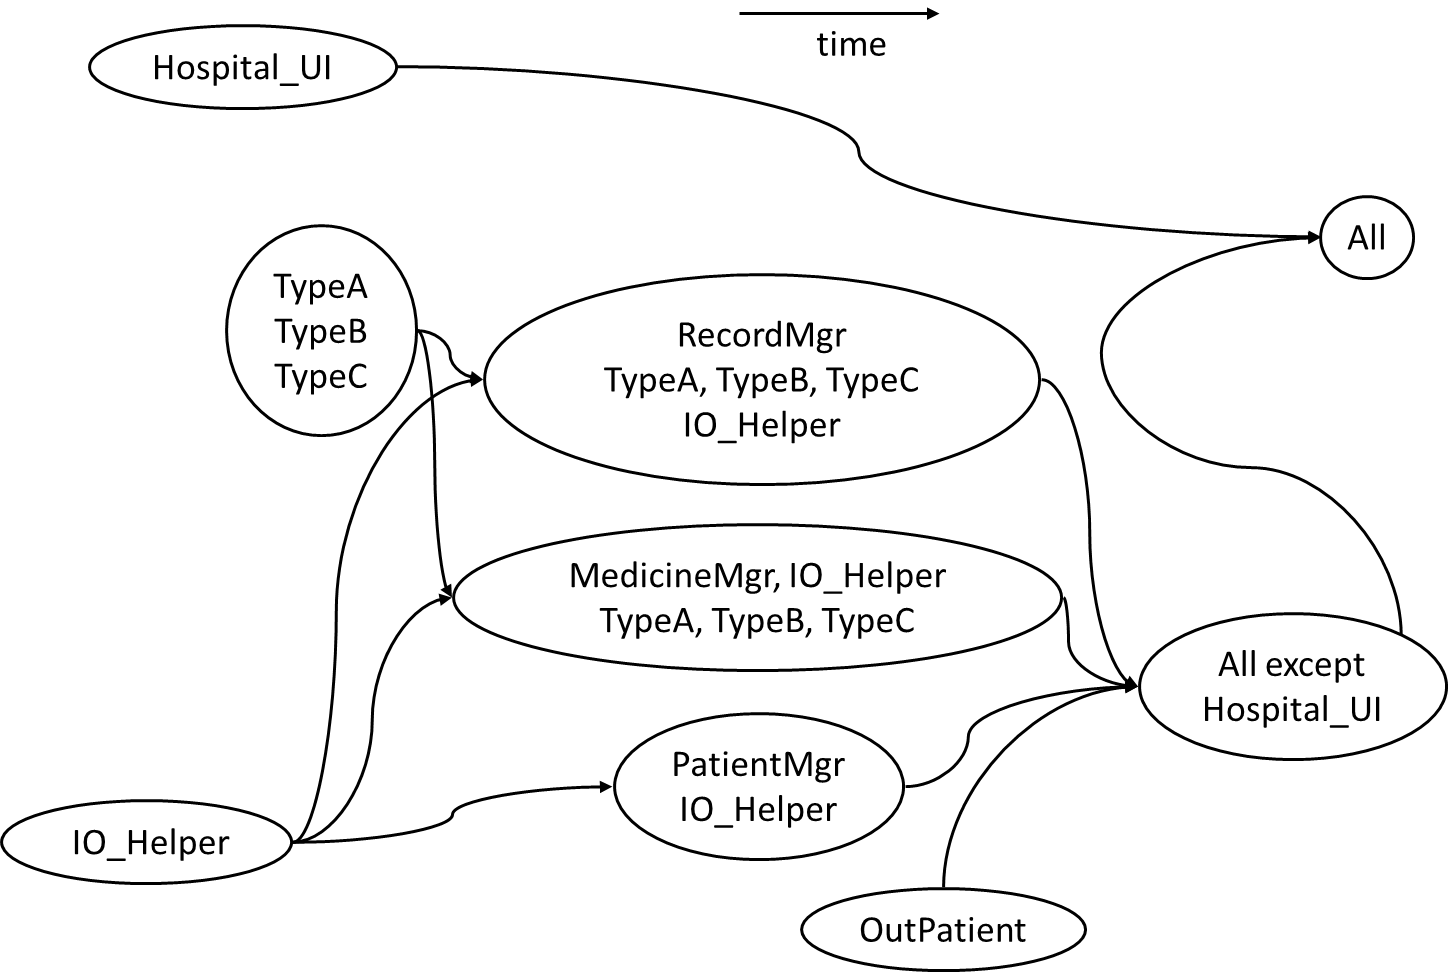 time
Hospital_UI
All
TypeA
TypeB
TypeC
RecordMgr
TypeA, TypeB, TypeC
IO_Helper
MedicineMgr, IO_Helper
TypeA, TypeB, TypeC
All except
Hospital_UI
PatientMgr
IO_Helper
IO_Helper
OutPatient